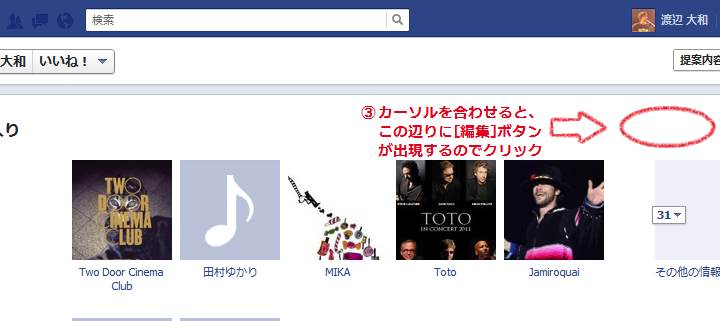 検索
渡辺 大和
大和 いいね！
提案内容
入り
③ カーソルを合わせると、
この辺りに[編集]ボタン
が出現するのでクリック
TWO
DOOR
CINEMA
CLUB
TOTO
IN CONCERT 2011
31
Two Door Cinema
Club
田村ゆかり
MIKA
Toto
Jamiroquai
その他の情報